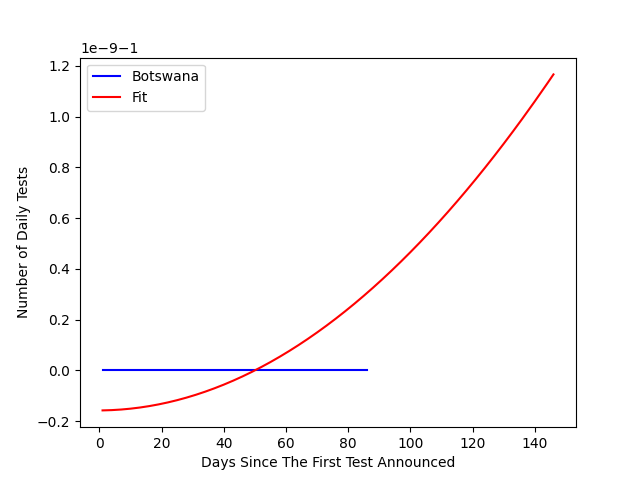 1e−9−1
Botswana
Fit
Number of Daily Tests
1.2
1.0
0.8
0.6
0.4
0.2
0.0
−0.2
0 20 40 60 80 100 120 140
Days Since The First Test Announced